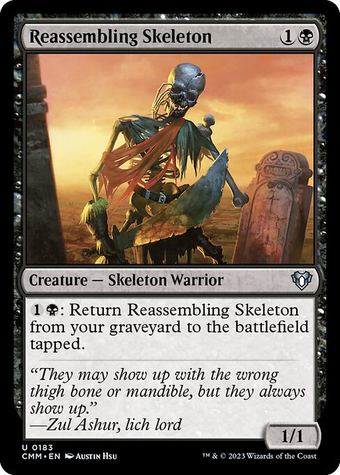 Reassembling Skeleton 1
Creature — Skeleton Warrior
1: Return Reassembling Skeleton
from your graveyard to the battlefield
tapped.
“They may show up with the wrong
thigh bone or mandible, but they always
show up.”
—Zul Ashur, lich lord
1/1
U 0183
CMM • EN Austin Hsu
™ & © 2023 Wizards of the Coast